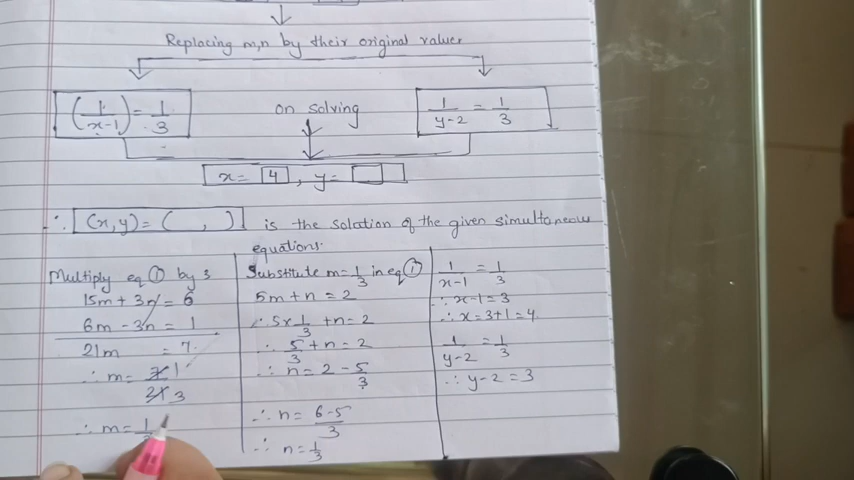 Replacing m,n by their original values
(1/x-1) = 1/3
on solving
1/y-2 = 1/3
x = 4 , y =
∴ (x,y) = ( , ) is the solution of the given simultaneous
equations.
Multiply eq ① by 3
15m + 3n = 6
6m - 3n = 1
21m = 7
∴ m = 7 1
21 3
∴ m = 1
Substitute m = 1/3 in eq ①
5m + n = 2
∴ 5 x 1/3 + n = 2
∴ 5/3 + n = 2
∴ n = 2 - 5/3
∴ n = 6-5/3
∴ n = 1/3
1/x-1 = 1/3
∴ x-1 = 3
∴ x = 3+1 = 4
1/y-2 = 1/3
∴ y-2 = 3